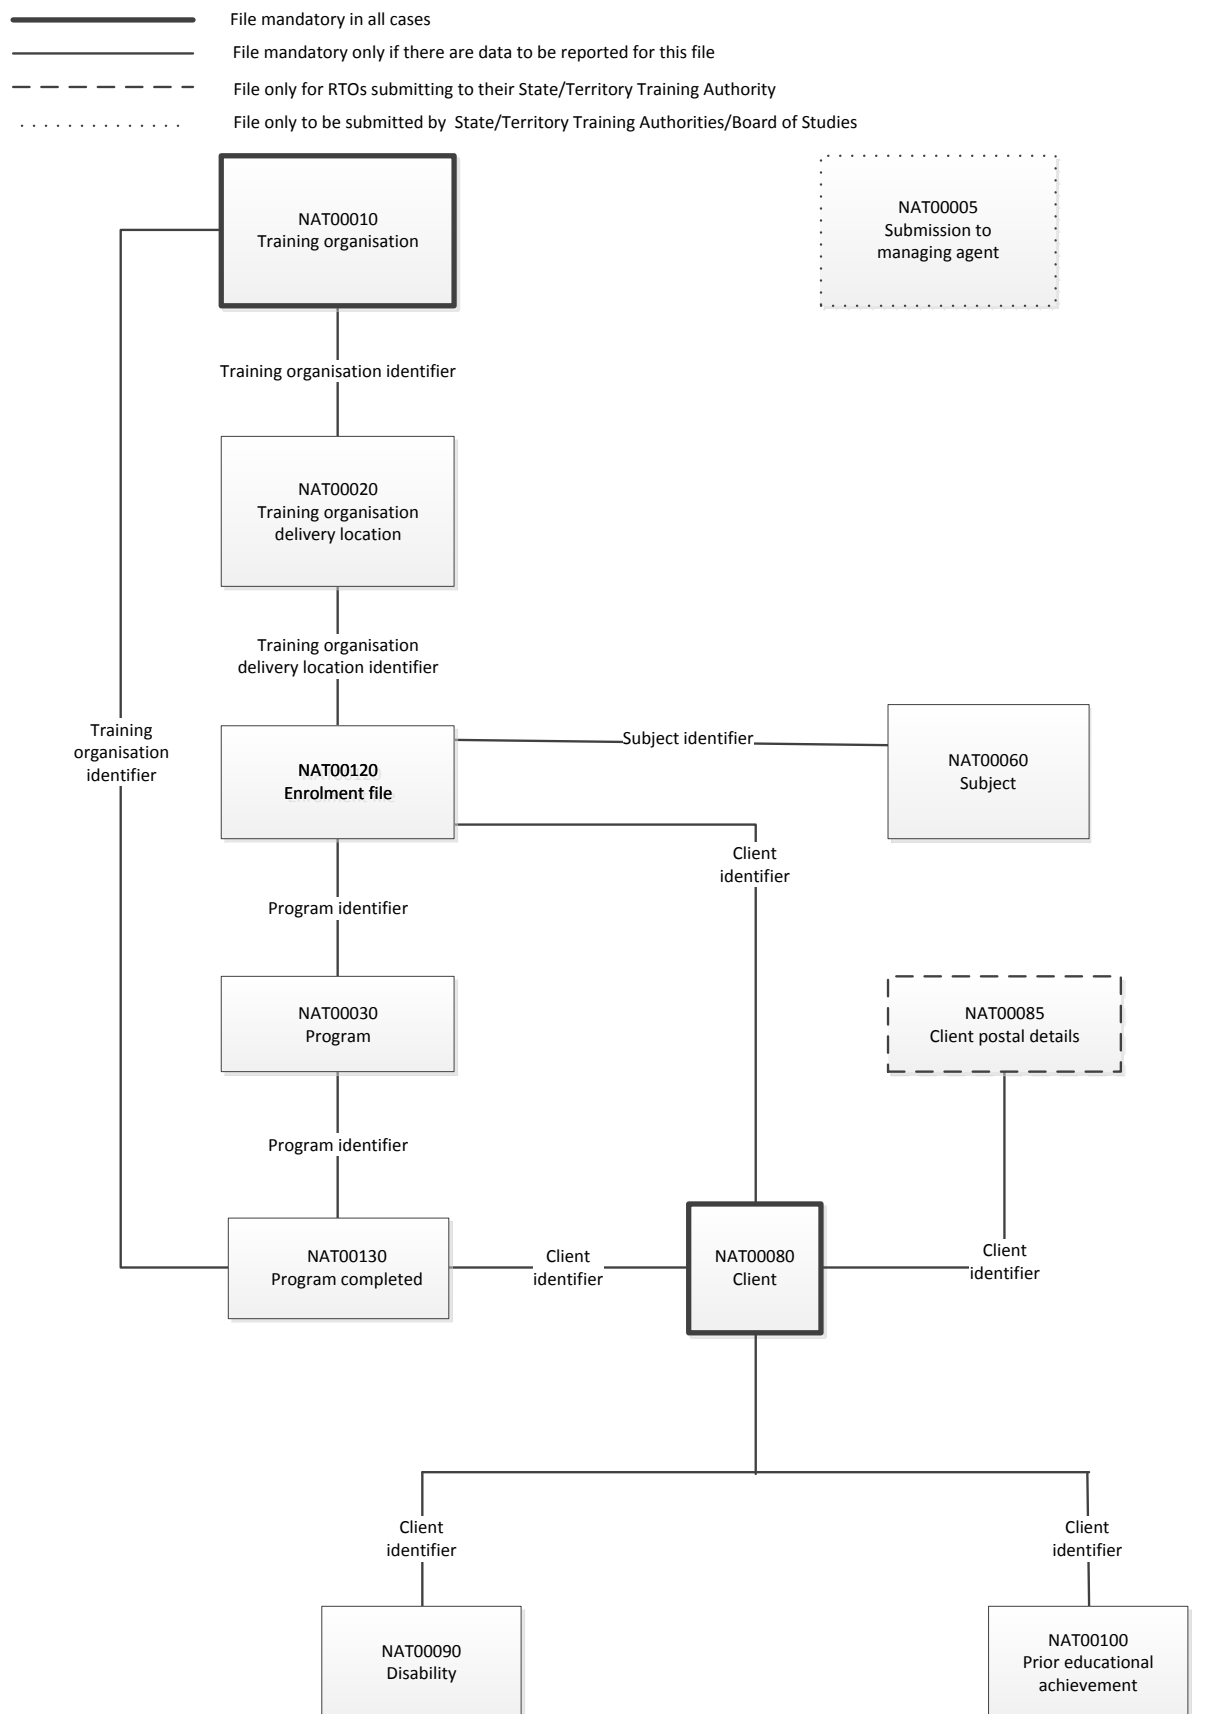 File mandatory in all cases
File mandatory only if there are data to be reported for this file
File only for RTOs submitting to their State/Territory Training Authority
File only to be submitted by State/Territory Training Authorities/Board of Studies
NAT00010
Training organisation
NAT00005
Submission to
managing agent
Training organisation identifier
NAT00020
Training organisation
delivery location
Training organisation
delivery location identifier
Training
organisation
identifier
NAT00120
Enrolment file
Subject identifier
NAT00060
Subject
Client
identifier
Program identifier
NAT00030
Program
NAT00085
Client postal details
Program identifier
NAT00130
Program completed
Client
identifier
NAT00080
Client
Client
identifier
Client
identifier
Client
identifier
NAT00090
Disability
NAT00100
Prior educational
achievement